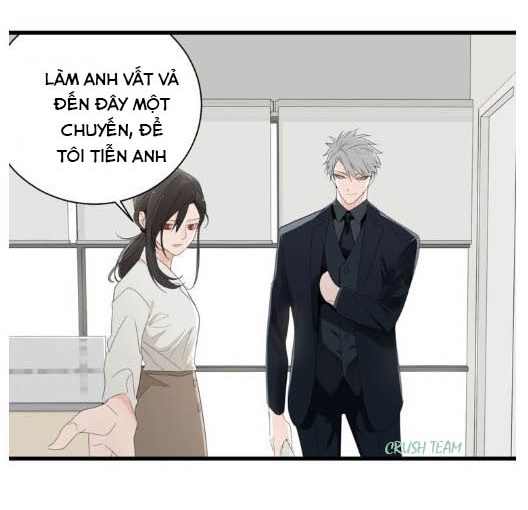 LÀM ANH VẤT VẢ
ĐẾN ĐÂY MỘT
CHUYẾN, ĐỂ
TÔI TIỄN ANH
CRUSH TEAM